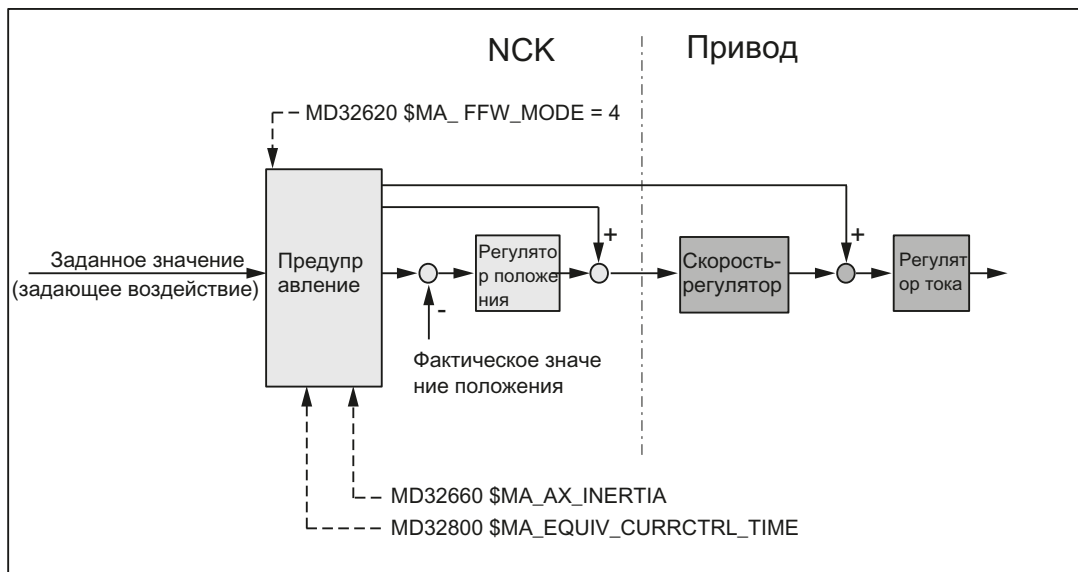 NCK
Привод
MD32620 $MA_ FFW_MODE = 4
+
+
Заданное значение
(задающее воздействие)
Предупр
авление
Регулято
р положе
ния
Скорость-
регулятор
Регулят
ор тока
-
Фактическое значе
ние положения
MD32660 $MA_AX_INERTIA
MD32800 $MA_EQUIV_CURRCTRL_TIME